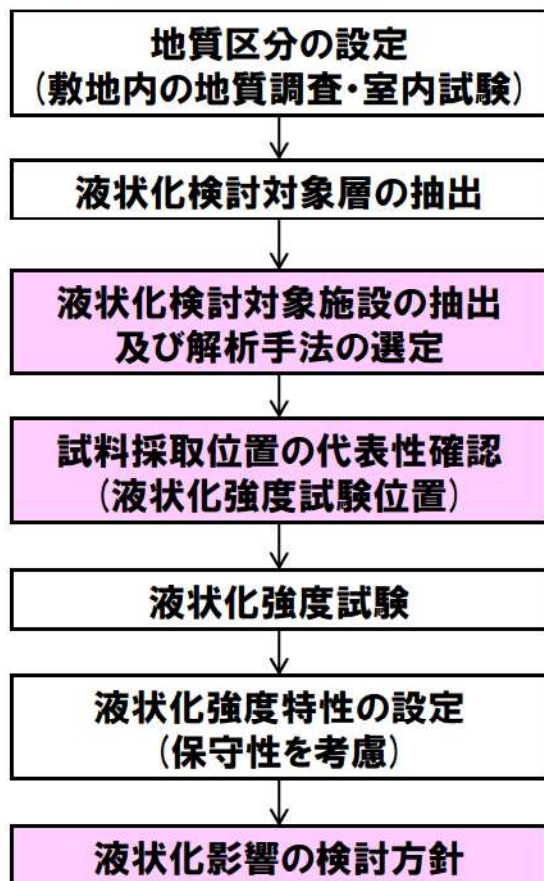 地質区分の設定
(敷地内の地質調査・室内試験)
液状化検討対象層の抽出
液状化検討対象施設の抽出
及び解析手法の選定
試料採取位置の代表性確認
(液状化強度試験位置)
液状化強度試験
液状化強度特性の設定
(保守性を考慮)
液状化影響の検討方針